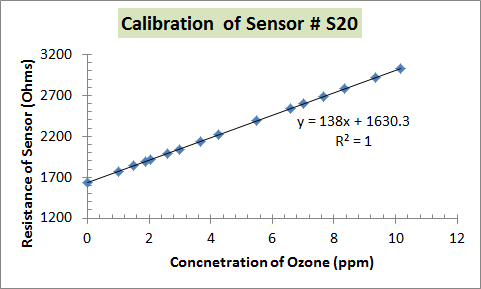 Calibration of Sensor # S20
Resistance of Sensor (Ohms)
3200
2700
2200
1700
1200
y = 138x + 1630.3
R² = 1
0 2 4 6 8 10 12
Concnetration of Ozone (ppm)